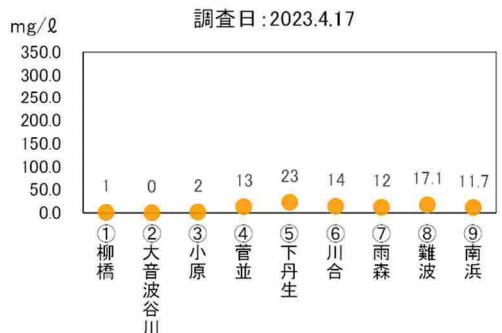 調査日:2023.4.17
mg/ℓ
350.0
300.0
250.0
200.0
150.0
100.0
50.0
0.0
1 0 2 13 23 14 12 17.1 11.7
①柳橋
②大音波谷川
③小原
④菅並
⑤下丹生
⑥川合
⑦雨森
⑧難波
⑨南浜